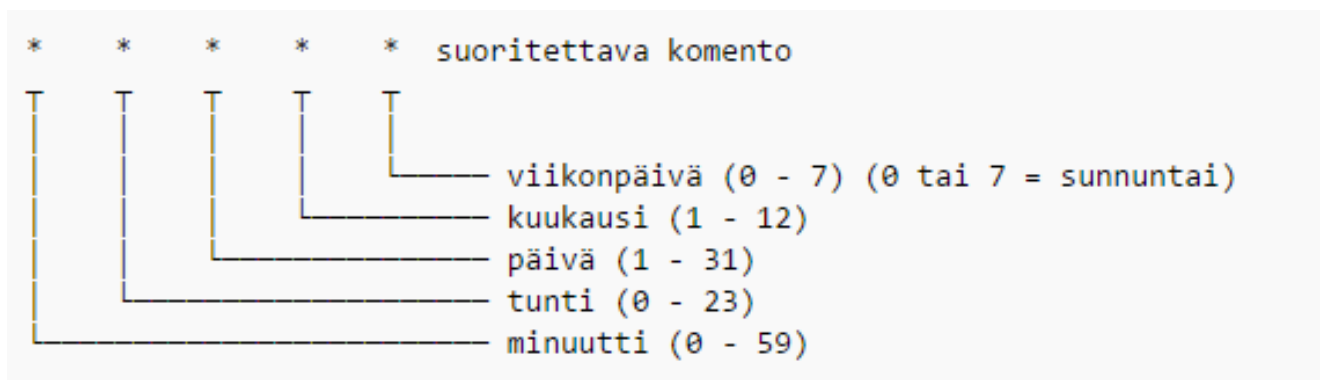 * * * * * suoritettava komento
viikonpäivä (0 - 7) (0 tai 7 = sunnuntai)
kuukausi (1 - 12)
päivä (1 - 31)
tunti (0 - 23)
minuutti (0 - 59)